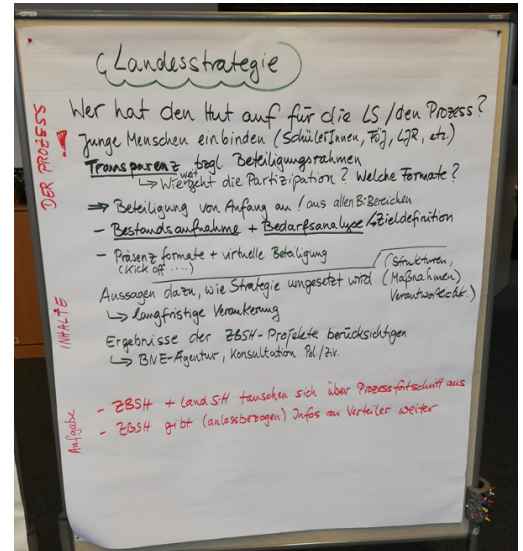 Landesstrategie
DER PROZESS
Wer hat den Hut auf für die LS / den Prozess?
! Junge Menschen einbinden (SchülerInnen, FÖJ, LJR, etc)
Transparenz bzgl. Beteiligungsrahmen
↳ Wie weit geht die Partizipation? Welche Formate?
⇒ Beteiligung von Anfang an / aus allen B.Bereichen
- Bestandsaufnahme + Bedarfsanalyse / Zieldefinition
- Präsenzformate + virtuelle Beteiligung
(Kick off ....)
INHALTE
Aussagen dazu, wie Strategie umgesetzt wird (Strukturen, Maßnahmen, Verantwortlichk.)
↳ langfristige Verankerung
Ergebnisse der ZBSH-Projekte berücksichtigen
↳ BNE-Agentur, Konsultation Pol./Ziv.
Aufgabe
- ZBSH + Land SH tauschen sich über Prozessfortschritt aus
- ZBSH gibt (anlassbezogen) Infos an Verteiler weiter